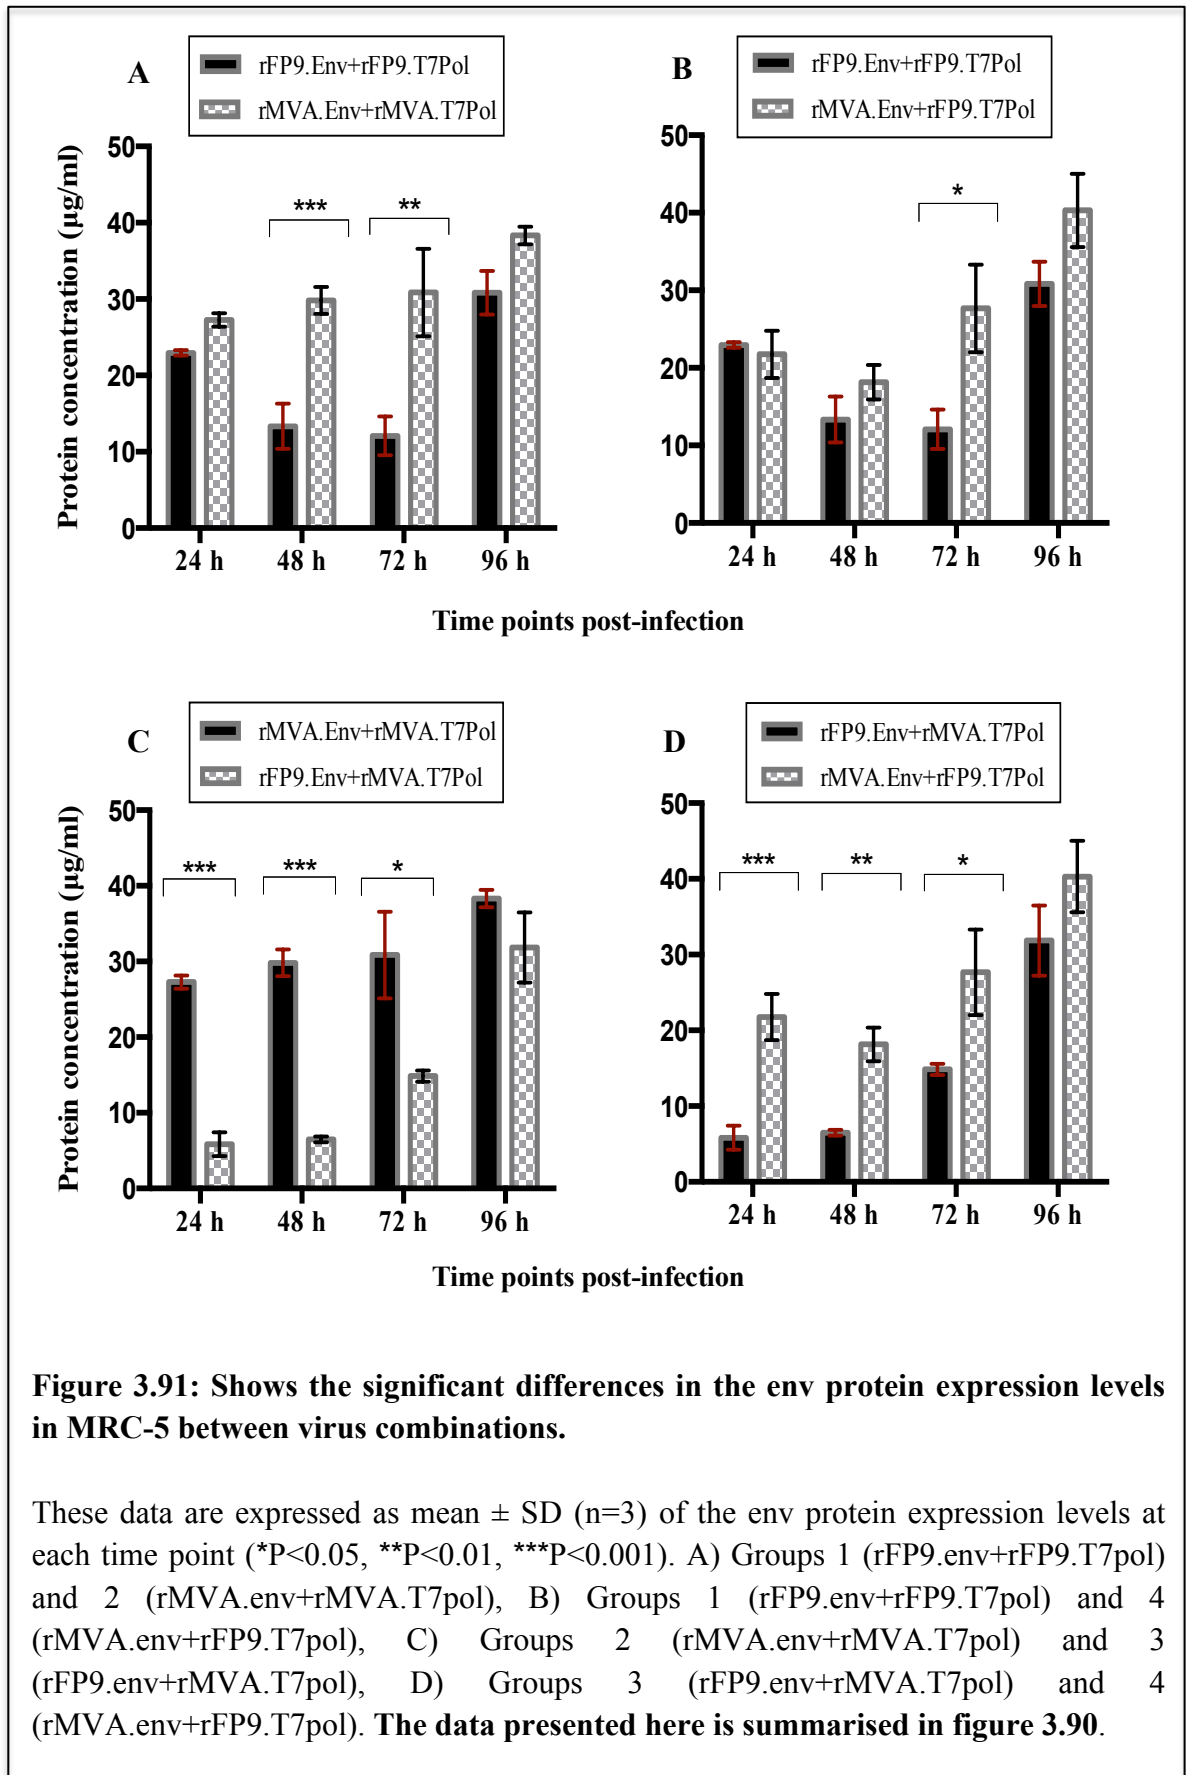 A
rFP9.Env+rFP9.T7Pol
rMVA.Env+rMVA.T7Pol
Protein concentration (µg/ml)
50
40
30
20
10
0
***
**
24 h 48 h 72 h 96 h
B
rFP9.Env+rFP9.T7Pol
rMVA.Env+rFP9.T7Pol
50
40
30
20
10
0
*
24 h 48 h 72 h 96 h
Time points post-infection
C
rMVA.Env+rMVA.T7Pol
rFP9.Env+rMVA.T7Pol
Protein concentration (µg/ml)
50
40
30
20
10
0
***
***
*
24 h 48 h 72 h 96 h
D
rFP9.Env+rMVA.T7Pol
rMVA.Env+rFP9.T7Pol
50
40
30
20
10
0
***
**
*
24 h 48 h 72 h 96 h
Time points post-infection
Figure 3.91: Shows the significant differences in the env protein expression levels
in MRC-5 between virus combinations.
These data are expressed as mean ± SD (n=3) of the env protein expression levels at
each time point (*P<0.05, **P<0.01, ***P<0.001). A) Groups 1 (rFP9.env+rFP9.T7pol)
and 2 (rMVA.env+rMVA.T7pol), B) Groups 1 (rFP9.env+rFP9.T7pol) and 4
(rMVA.env+rFP9.T7pol), C) Groups 2 (rMVA.env+rMVA.T7pol) and 3
(rFP9.env+rMVA.T7pol), D) Groups 3 (rFP9.env+rMVA.T7pol) and 4
(rMVA.env+rFP9.T7pol). The data presented here is summarised in figure 3.90.